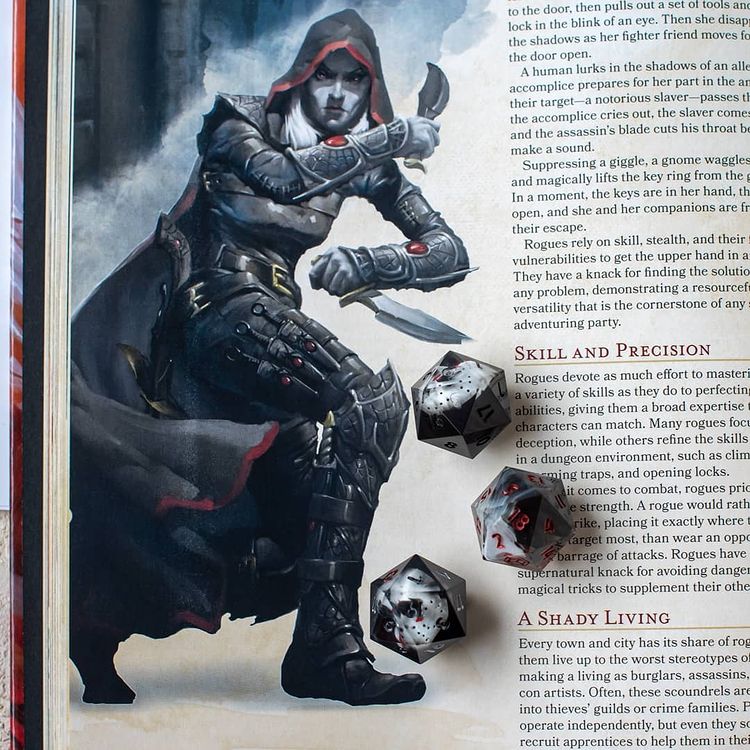 to the door, then pulls out a set of tools and
lock in the blink of an eye. Then she disap
the shadows as her fighter friend moves fo
the door open.
A human lurks in the shadows of an alle
accomplice prepares for her part in the am
their target—a notorious slaver—passes th
the accomplice cries out, the slaver comes
and the assassin's blade cuts his throat be
make a sound.
Suppressing a giggle, a gnome waggles
and magically lifts the key ring from the g
In a moment, the keys are in her hand, th
open, and she and her companions are fr
their escape.
Rogues rely on skill, stealth, and their
vulnerabilities to get the upper hand in a
They have a knack for finding the solutio
any problem, demonstrating a resourcef
versatility that is the cornerstone of any
adventuring party.
SKILL AND PRECISION
Rogues devote as much effort to masteri
a variety of skills as they do to perfecting
abilities, giving them a broad expertise t
characters can match. Many rogues focu
deception, while others refine the skills
in a dungeon environment, such as clim
ming traps, and opening locks.
it comes to combat, rogues prio
e strength. A rogue would rath
rike, placing it exactly where t
arget most, than wear an oppo
barrage of attacks. Rogues have
supernatural knack for avoiding danger
magical tricks to supplement their othe
A SHADY LIVING
Every town and city has its share of rog
them live up to the worst stereotypes of
making a living as burglars, assassins,
con artists. Often, these scoundrels are
into thieves' guilds or crime families. P
operate independently, but even they so
recruit apprentices to help them in thei
11
8
18
2